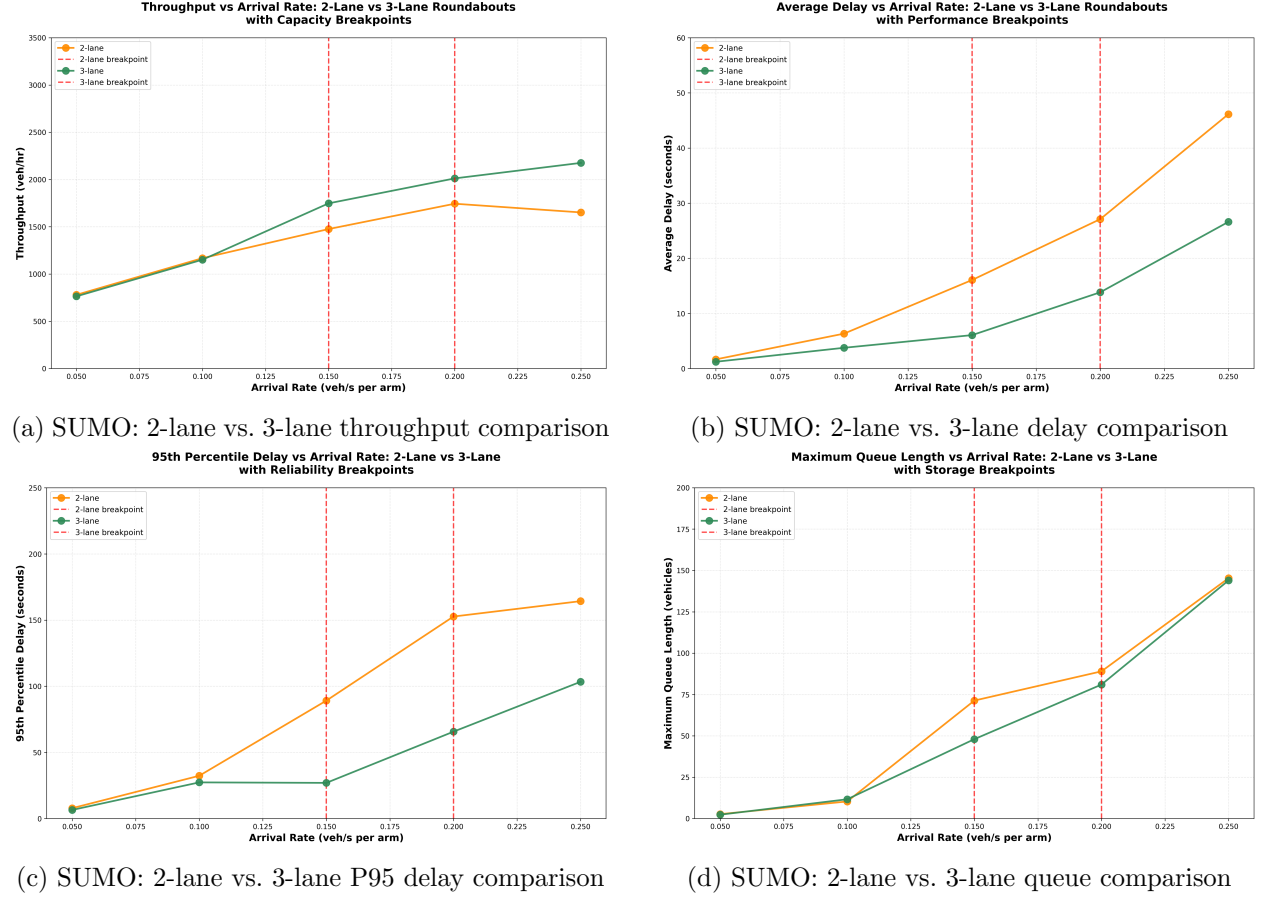 Throughput vs Arrival Rate: 2-Lane vs 3-Lane Roundabouts
with Capacity Breakpoints
3500
3000
2500
2000
1500
1000
500
0
Throughput (veh/hr)
2-lane
2-lane breakpoint
3-lane
3-lane breakpoint
0.050 0.075 0.100 0.125 0.150 0.175 0.200 0.225 0.250
Arrival Rate (veh/s per arm)
(a) SUMO: 2-lane vs. 3-lane throughput comparison
Average Delay vs Arrival Rate: 2-Lane vs 3-Lane Roundabouts
with Performance Breakpoints
60
50
40
30
20
10
0
Average Delay (seconds)
2-lane
2-lane breakpoint
3-lane
3-lane breakpoint
0.050 0.075 0.100 0.125 0.150 0.175 0.200 0.225 0.250
Arrival Rate (veh/s per arm)
(b) SUMO: 2-lane vs. 3-lane delay comparison
95th Percentile Delay vs Arrival Rate: 2-Lane vs 3-Lane
with Reliability Breakpoints
250
200
150
100
50
0
95th Percentile Delay (seconds)
2-lane
2-lane breakpoint
3-lane
3-lane breakpoint
0.050 0.075 0.100 0.125 0.150 0.175 0.200 0.225 0.250
Arrival Rate (veh/s per arm)
(c) SUMO: 2-lane vs. 3-lane P95 delay comparison
Maximum Queue Length vs Arrival Rate: 2-Lane vs 3-Lane
with Storage Breakpoints
200
175
150
125
100
75
50
25
0
Maximum Queue Length (vehicles)
2-lane
2-lane breakpoint
3-lane
3-lane breakpoint
0.050 0.075 0.100 0.125 0.150 0.175 0.200 0.225 0.250
Arrival Rate (veh/s per arm)
(d) SUMO: 2-lane vs. 3-lane queue comparison